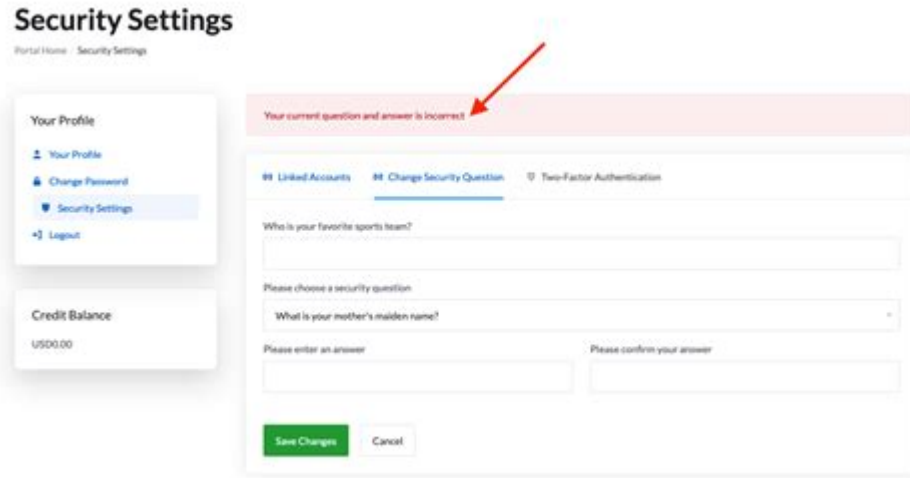 Security Settings
Portal Home / Security Settings
Your Profile
Your Profile
Change Password
Security Settings
Logout
Credit Balance
USD0.00
Your current question and answer is incorrect
Linked Accounts
Change Security Question
Two-Factor Authentication
Who is your favorite sports team?
Please choose a security question
What is your mother's maiden name?
Please enter an answer
Please confirm your answer
Save Changes
Cancel